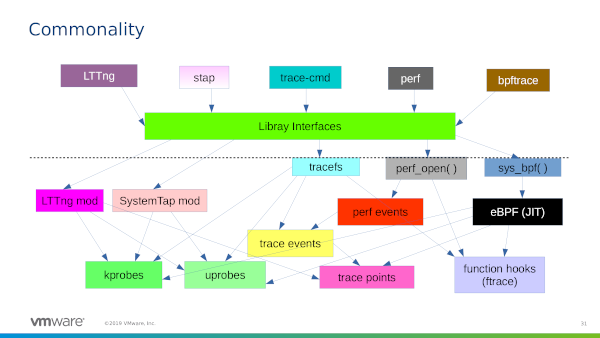 Commonality
LTTng
stap
trace-cmd
perf
bpftrace
Libray Interfaces
tracefs
perf_open( )
sys_bpf( )
LTTng mod
SystemTap mod
perf events
eBPF (JIT)
trace events
kprobes
uprobes
trace points
function hooks
(ftrace)
vmware®
©2019 VMware, Inc.
31